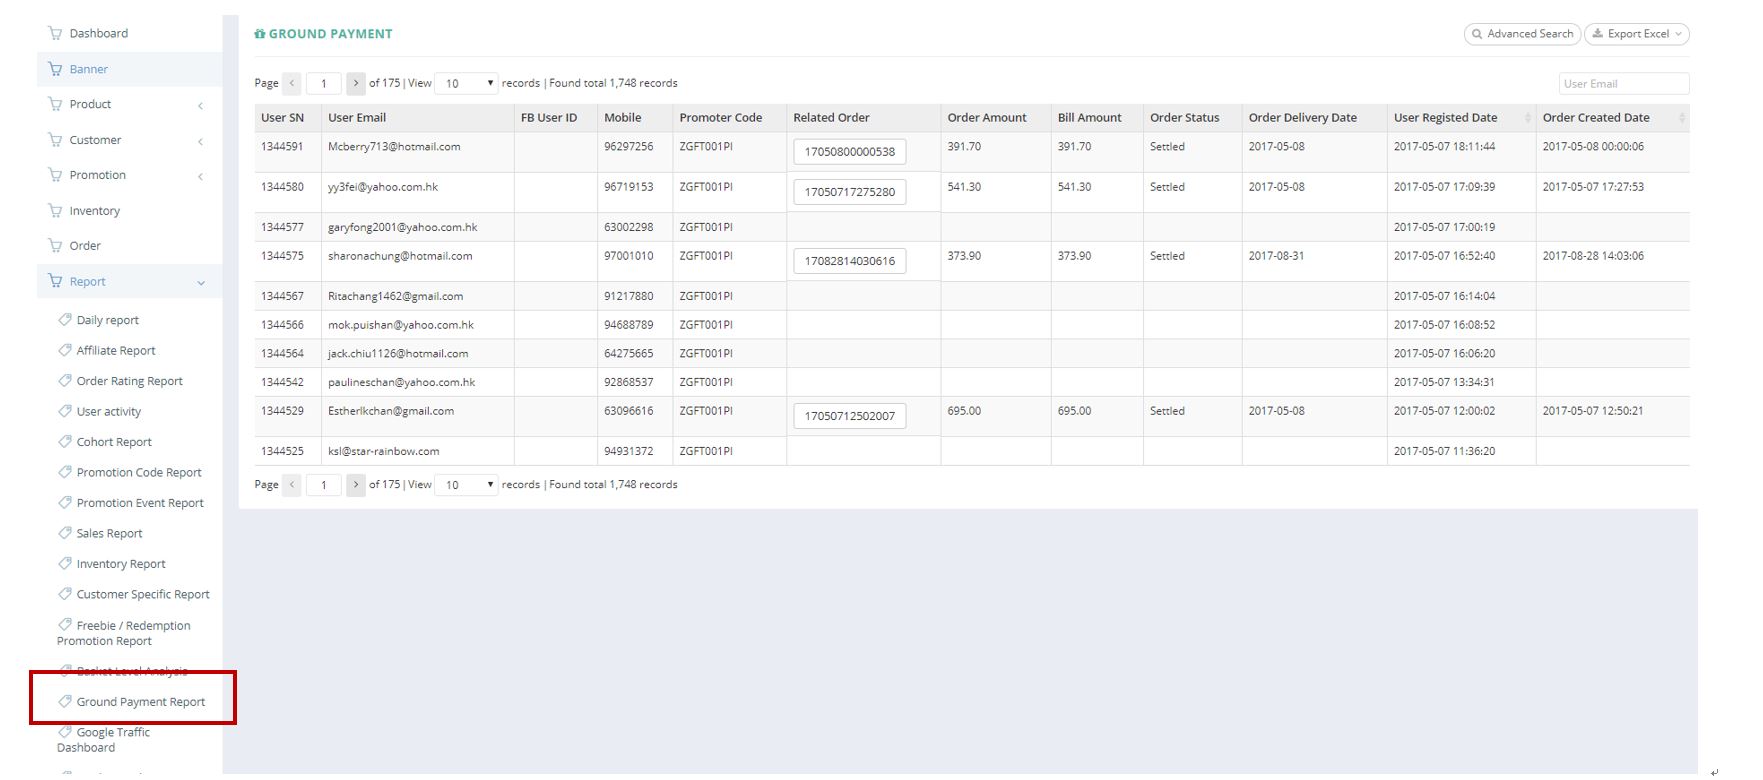 Dashboard
Banner
Product
Customer
Promotion
Inventory
Order
Report
Daily report
Affiliate Report
Order Rating Report
User activity
Cohort Report
Promotion Code Report
Promotion Event Report
Sales Report
Inventory Report
Customer Specific Report
Freebie / Redemption
Promotion Report
Basket Level Analysis
Ground Payment Report
Google Traffic
Dashboard
GROUND PAYMENT
Advanced Search Export Excel
Page < 1 > of 175 | View 10 records | Found total 1,748 records User Email
User SN User Email FB User ID Mobile Promoter Code Related Order Order Amount Bill Amount Order Status Order Delivery Date User Registed Date Order Created Date
1344591 Mcberry713@hotmail.com 96297256 ZGFT001PI 17050800000538 391.70 391.70 Settled 2017-05-08 2017-05-07 18:11:44 2017-05-08 00:00:06
1344580 yy3fei@yahoo.com.hk 96719153 ZGFT001PI 17050717275280 541.30 541.30 Settled 2017-05-08 2017-05-07 17:09:39 2017-05-07 17:27:53
1344577 garyfong2001@yahoo.com.hk 63002298 ZGFT001PI 2017-05-07 17:00:19
1344575 sharonachung@hotmail.com 97001010 ZGFT001PI 17082814030616 373.90 373.90 Settled 2017-08-31 2017-05-07 16:52:40 2017-08-28 14:03:06
1344567 Ritachang1462@gmail.com 91217880 ZGFT001PI 2017-05-07 16:14:04
1344566 mok.puishan@yahoo.com.hk 94688789 ZGFT001PI 2017-05-07 16:08:52
1344564 jack.chiu1126@hotmail.com 64275665 ZGFT001PI 2017-05-07 16:06:20
1344542 paulineschan@yahoo.com.hk 92868537 ZGFT001PI 2017-05-07 13:34:31
1344529 Estherlkchan@gmail.com 63096616 ZGFT001PI 17050712502007 695.00 695.00 Settled 2017-05-08 2017-05-07 12:00:02 2017-05-07 12:50:21
1344525 ksl@star-rainbow.com 94931372 ZGFT001PI 2017-05-07 11:36:20
Page < 1 > of 175 | View 10 records | Found total 1,748 records